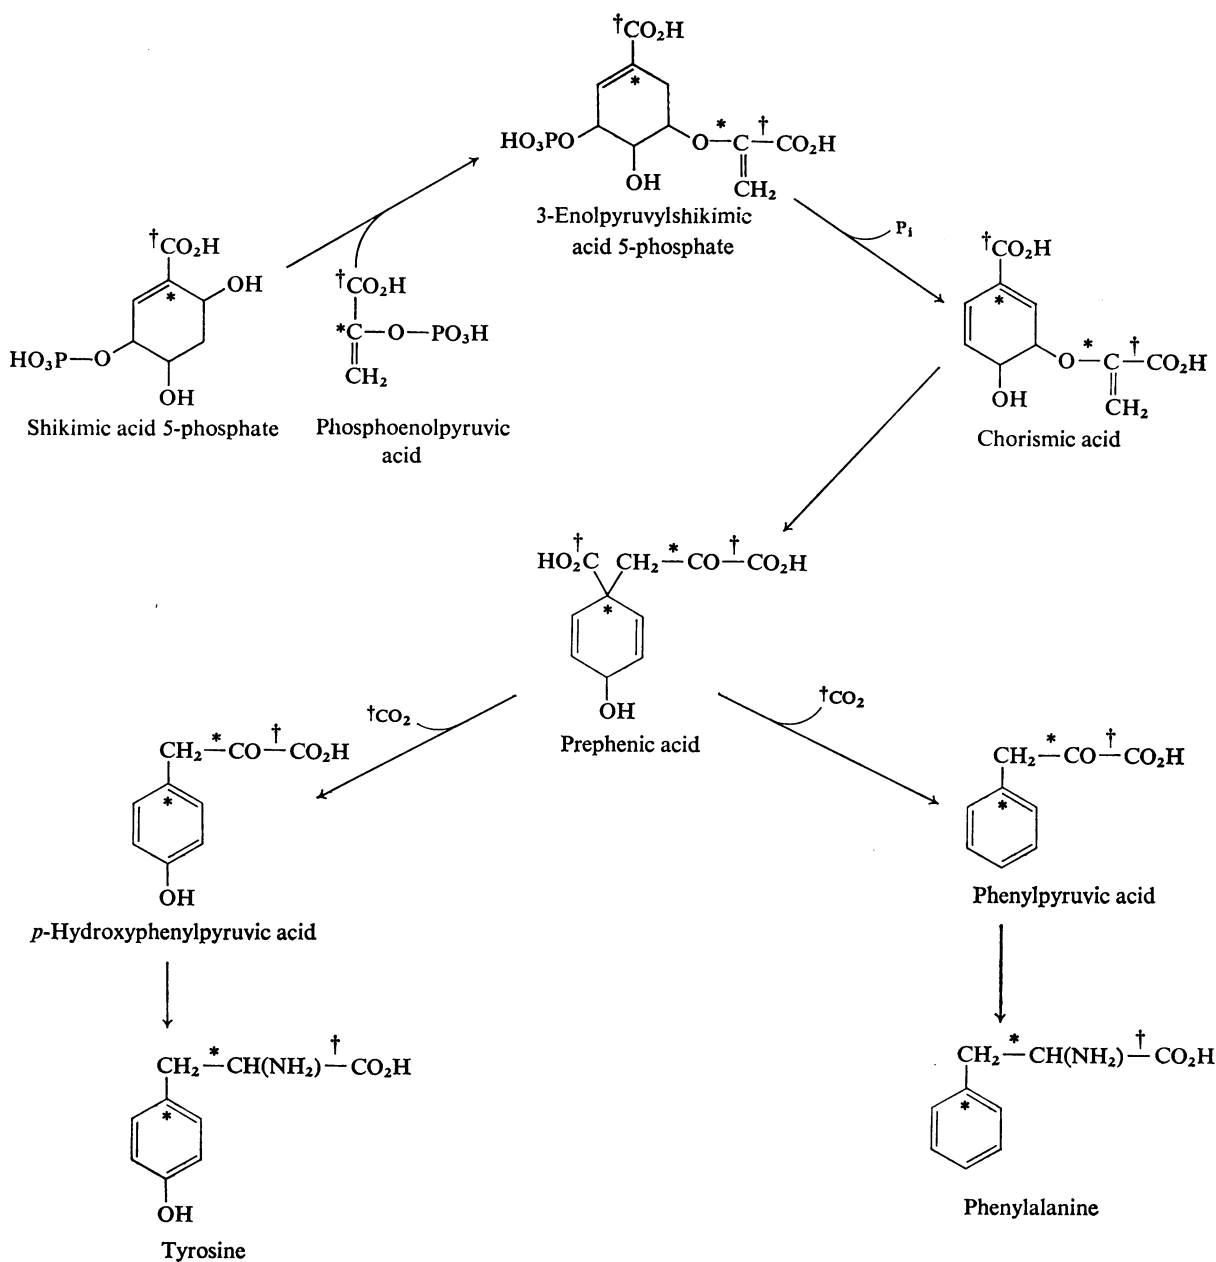 †CO₂H
*
HO₃PO
OH
O
*
C
†
CO₂H
CH₂
3-Enolpyruvylshikimic
acid 5-phosphate
†CO₂H
OH
*
HO₃P—O
OH
Shikimic acid 5-phosphate
†CO₂H
*C—O—PO₃H
CH₂
Phosphoenolpyruvic
acid
Pᵢ
†CO₂H
*
O
*
C
†
CO₂H
OH
CH₂
Chorismic acid
†
HO₂C
CH₂—*—CO—†—CO₂H
*
OH
Prephenic acid
†CO₂
†CO₂
CH₂—*—CO—†—CO₂H
*
OH
p-Hydroxyphenylpyruvic acid
CH₂—*—CO—†—CO₂H
*
Phenylpyruvic acid
CH₂—*—CH(NH₂)—†—CO₂H
*
OH
Tyrosine
CH₂—*—CH(NH₂)—†—CO₂H
*
Phenylalanine